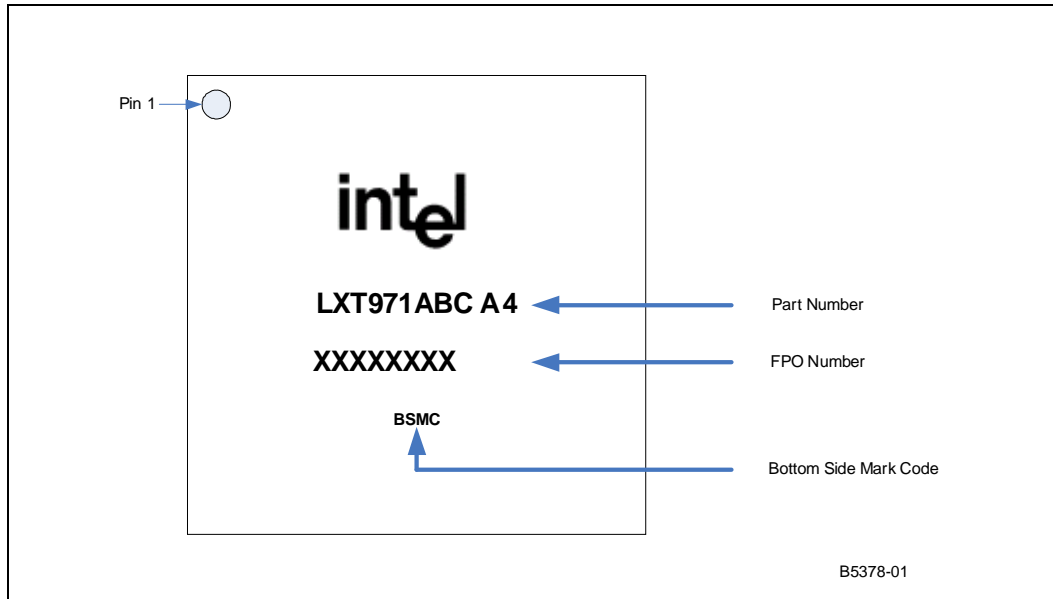 Pin 1
intel
LXT971ABC A4
Part Number
XXXXXXXX
FPO Number
BSMC
Bottom Side Mark Code
B5378-01